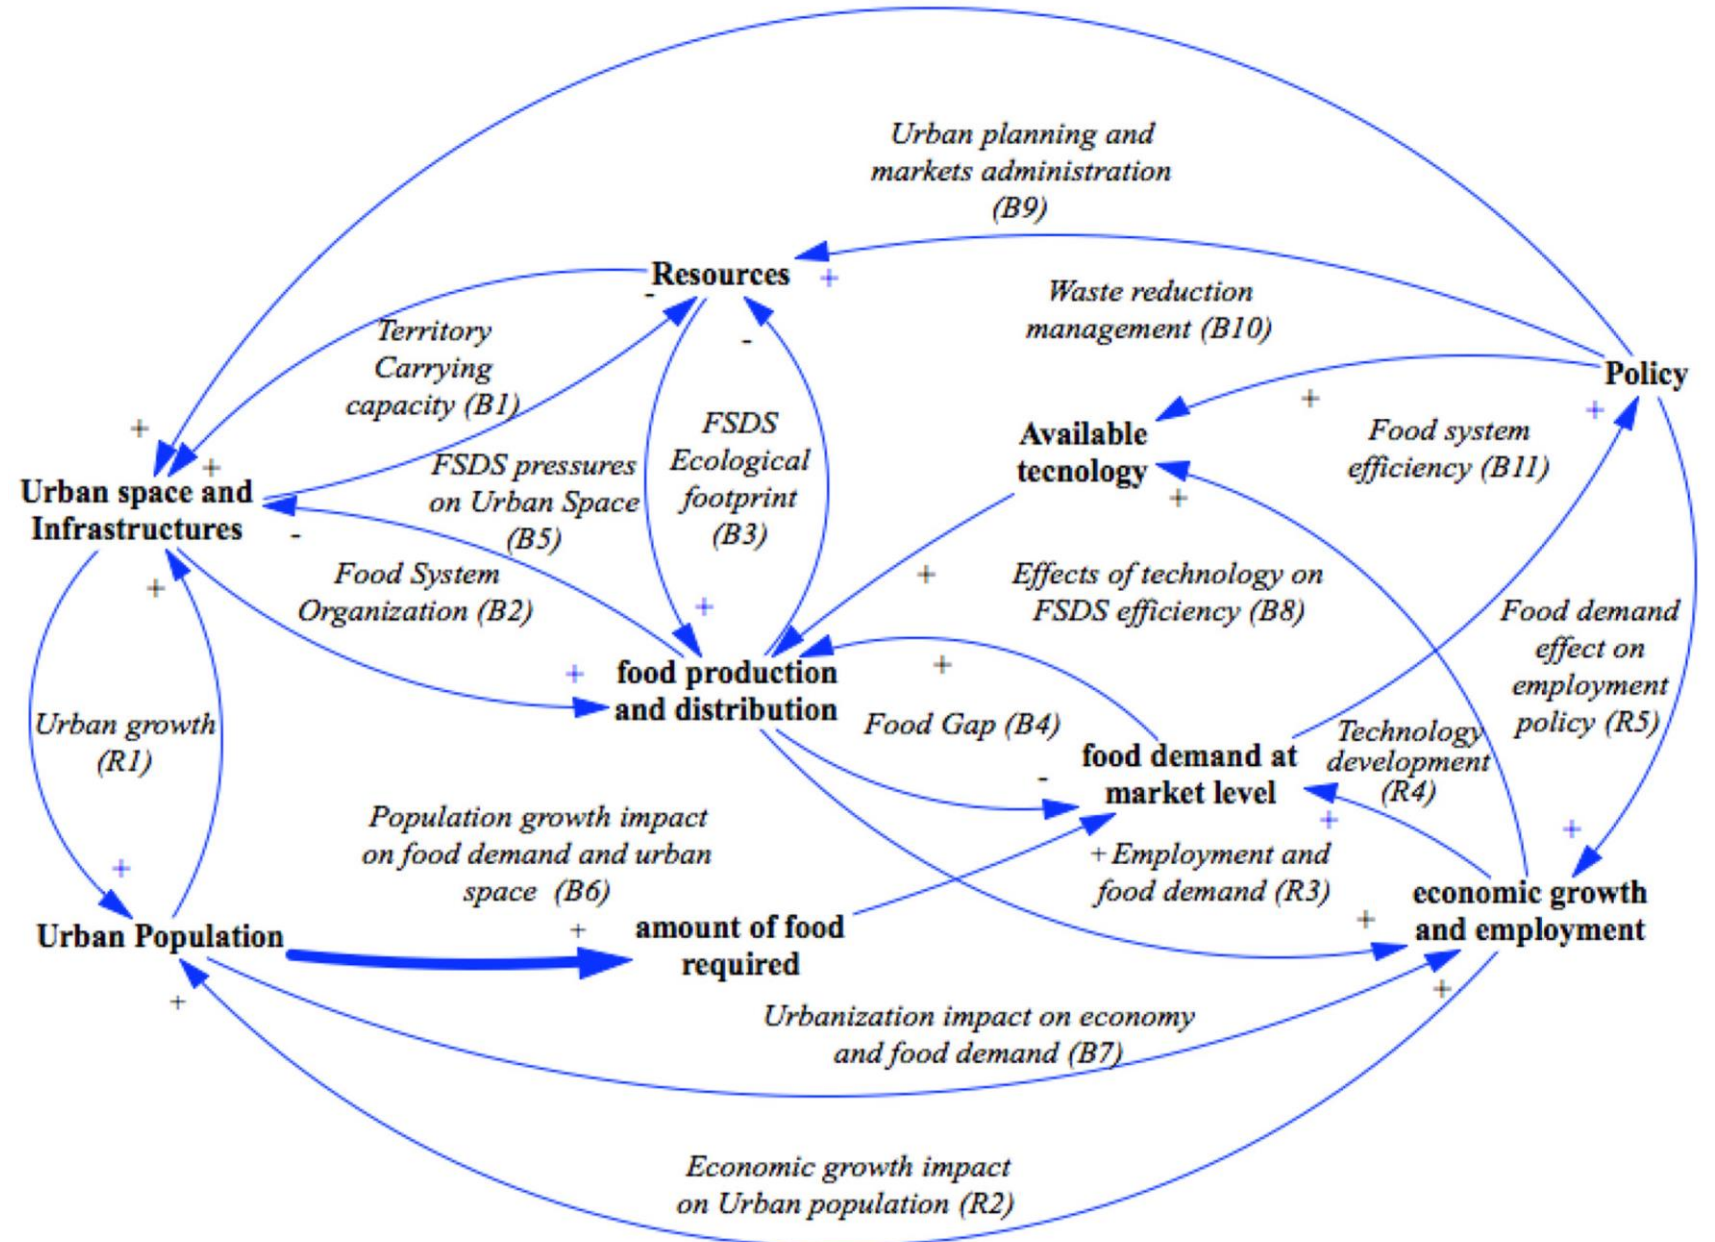 Urban planning and
markets administration
(B9)
Resources
+
-
Waste reduction
management (B10)
Territory
Carrying
capacity (B1)
-
Policy
+
+
Available
tecnology
+
FSDS
Ecological
footprint
(B3)
Food system
efficiency (B11)
+
+
FSDS pressures
on Urban Space
(B5)
Urban space and
Infrastructures
-
+
+
Food System
Organization (B2)
+
+
Effects of technology on
FSDS efficiency (B8)
Food demand
effect on
employment
policy (R5)
+
food production
and distribution
+
Urban growth
(R1)
Food Gap (B4)
food demand at
market level
-
Technology
development
(R4)
+
+
Population growth impact
on food demand and urban
space (B6)
+
+ Employment and
food demand (R3)
economic growth
and employment
+
Urban Population
+
amount of food
required
+
+
Urbanization impact on economy
and food demand (B7)
Economic growth impact
on Urban population (R2)